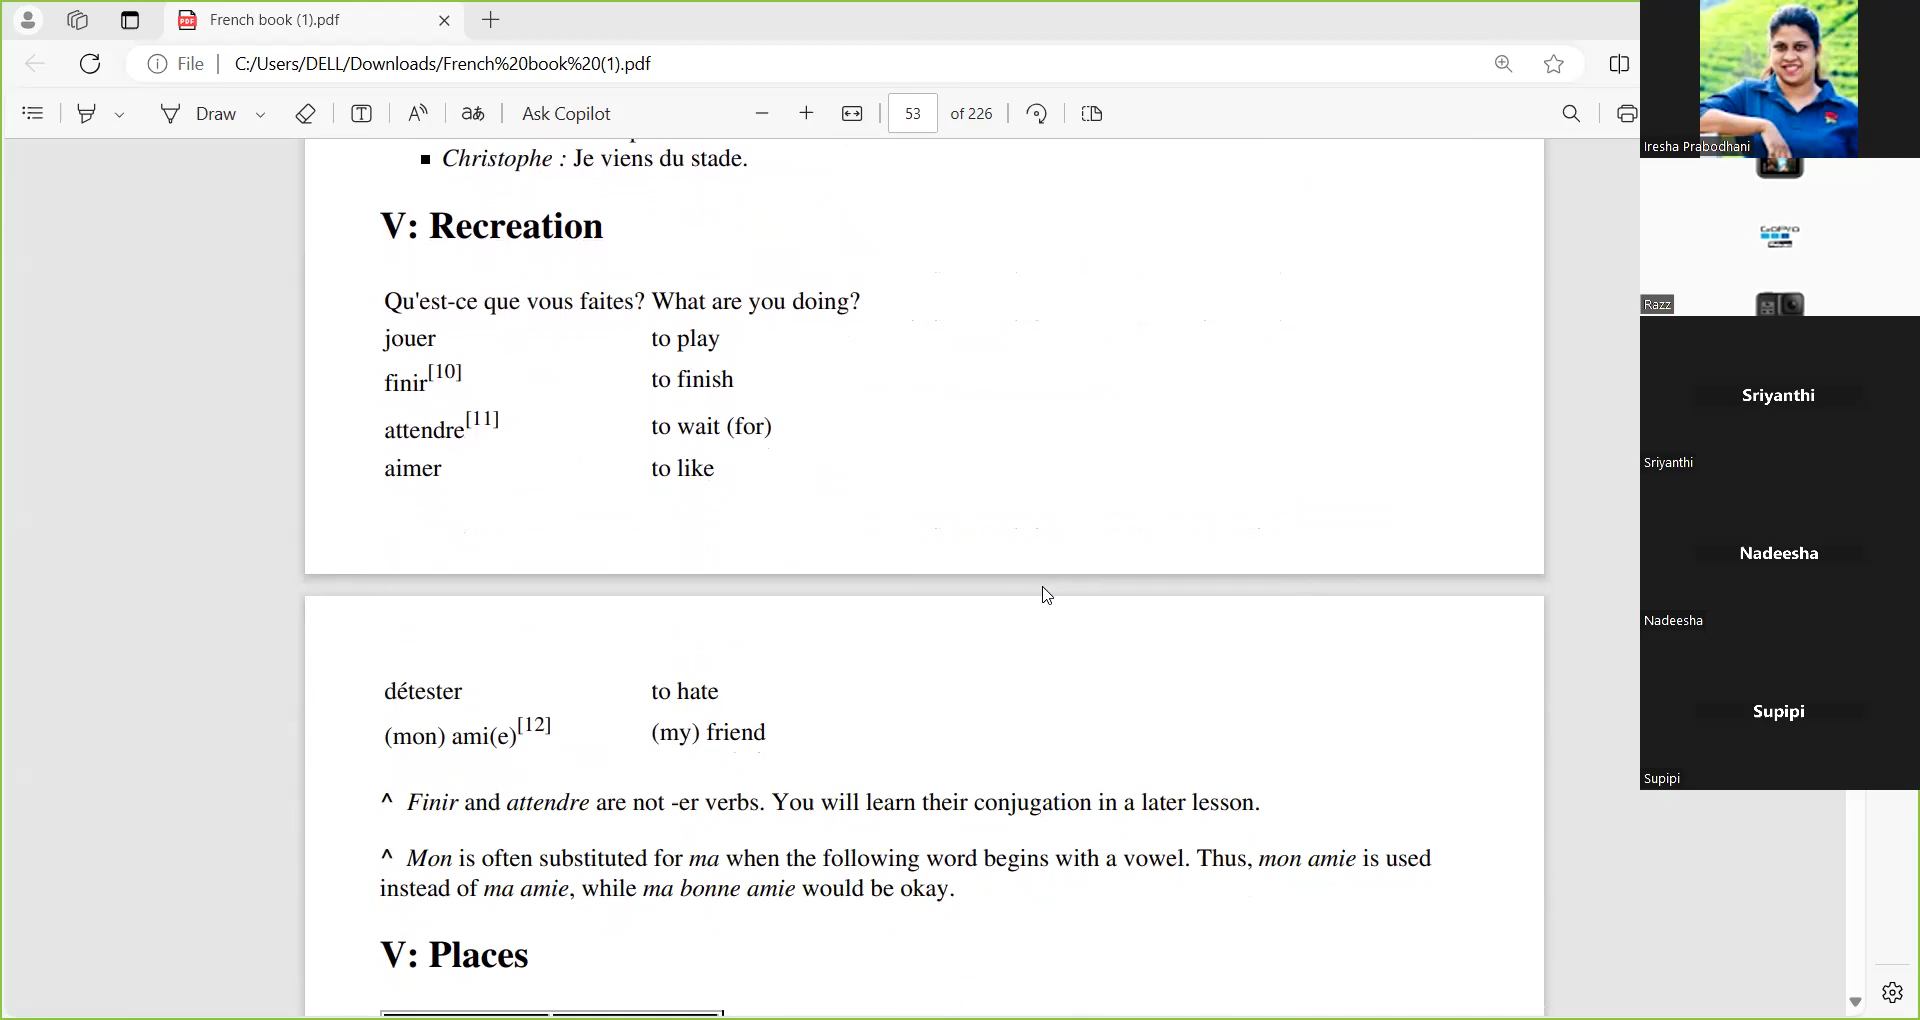 French book (1).pdf
File
C:/Users/DELL/Downloads/French%20book%20(1).pdf
Draw
Ask Copilot
53 of 226
Christophe : Je viens du stade.
V: Recreation
Qu'est-ce que vous faites? What are you doing?
jouer to play
finir[10] to finish
attendre[11] to wait (for)
aimer to like
détester to hate
(mon) ami(e)[12] (my) friend
^ Finir and attendre are not -er verbs. You will learn their conjugation in a later lesson.
^ Mon is often substituted for ma when the following word begins with a vowel. Thus, mon amie is used
instead of ma amie, while ma bonne amie would be okay.
V: Places
Iresha Prabodhani
GoPro
Razz
Sriyanthi
Sriyanthi
Nadeesha
Nadeesha
Supipi
Supipi